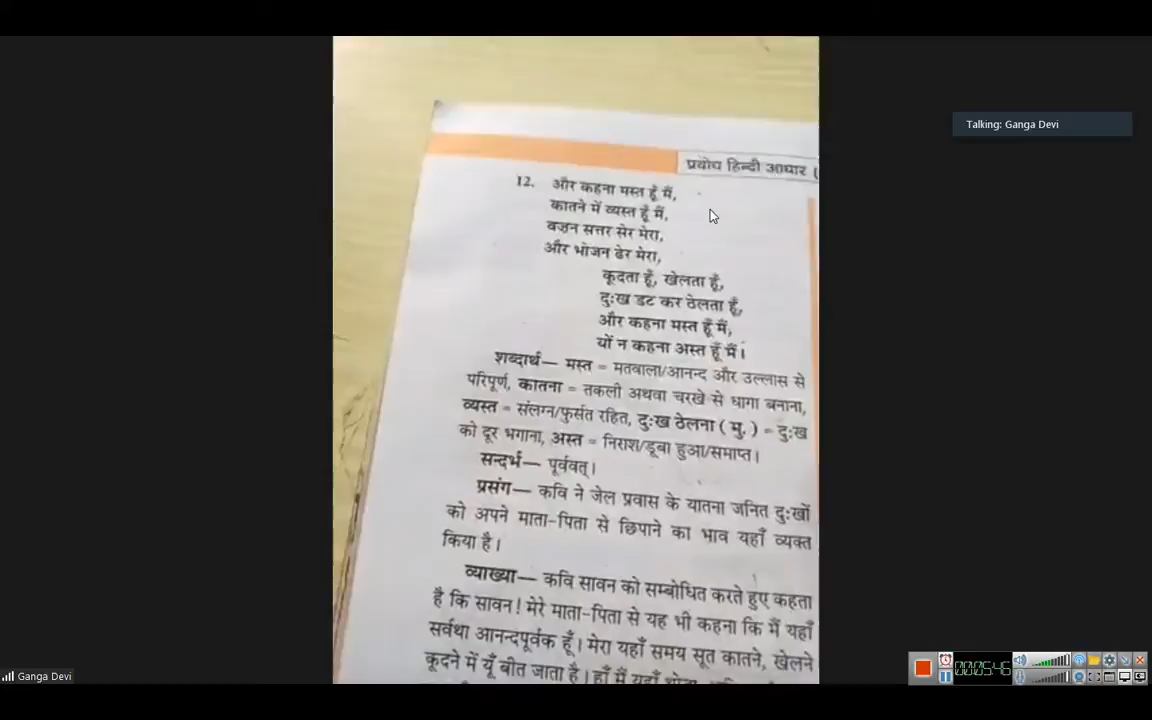 Talking: Ganga Devi
प्रबोध हिन्दी आधार (
12. और कहना मस्त हूँ मैं,
कातने में व्यस्त हूँ मैं,
वज़न सत्तर सेर मेरा,
और भोजन ढेर मेरा,
कूदता हूँ, खेलता हूँ,
दुःख डट कर ठेलता हूँ,
और कहना मस्त हूँ मैं,
यों न कहना अस्त हूँ मैं।
शब्दार्थ— मस्त = मतवाला/आनन्द और उल्लास से
परिपूर्ण, कातना = तकली अथवा चरखे से धागा बनाना,
व्यस्त = संलग्न/फुर्सत रहित, दुःख ठेलना ( मु. ) = दुःख
को दूर भगाना, अस्त = निराश/डूबा हुआ/समाप्त।
सन्दर्भ— पूर्ववत्।
प्रसंग— कवि ने जेल प्रवास के यातना जनित दुःखों
को अपने माता-पिता से छिपाने का भाव यहाँ व्यक्त
किया है।
व्याख्या— कवि सावन को सम्बोधित करते हुए कहता
है कि सावन! मेरे माता-पिता से यह भी कहना कि मैं यहाँ
सर्वथा आनन्दपूर्वक हूँ। मेरा यहाँ समय सूत कातने, खेलने
कूदने में यूँ बीत जाता है। हाँ मैं यहाँ
Ganga Devi
00:05:46